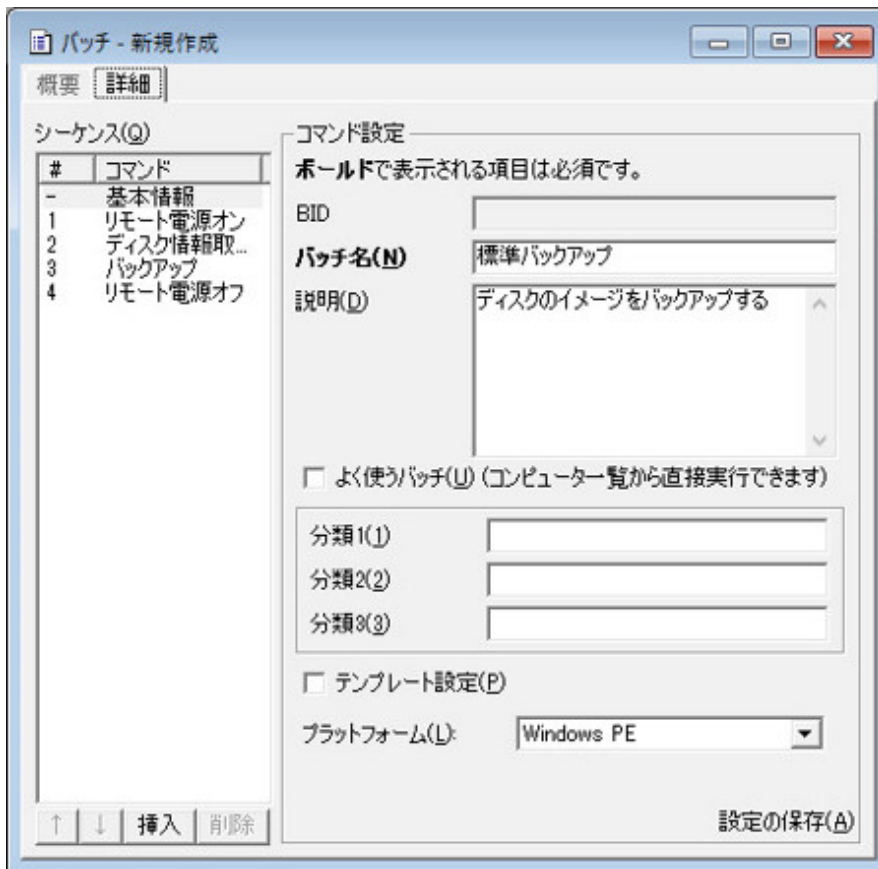 バッチ - 新規作成
概要 詳細
シーケンス(Q)
# コマンド
- 基本情報
1 リモート電源オン
2 ディスク情報取...
3 バックアップ
4 リモート電源オフ
↑ ↓ 挿入 削除
コマンド設定
ボールドで表示される項目は必須です。
BID
バッチ名(N) 標準バックアップ
説明(D) ディスクのイメージをバックアップする
よく使うバッチ(U) (コンピューター覧から直接実行できます)
分類1(1)
分類2(2)
分類3(3)
テンプレート設定(P)
プラットフォーム(L): Windows PE
設定の保存(A)